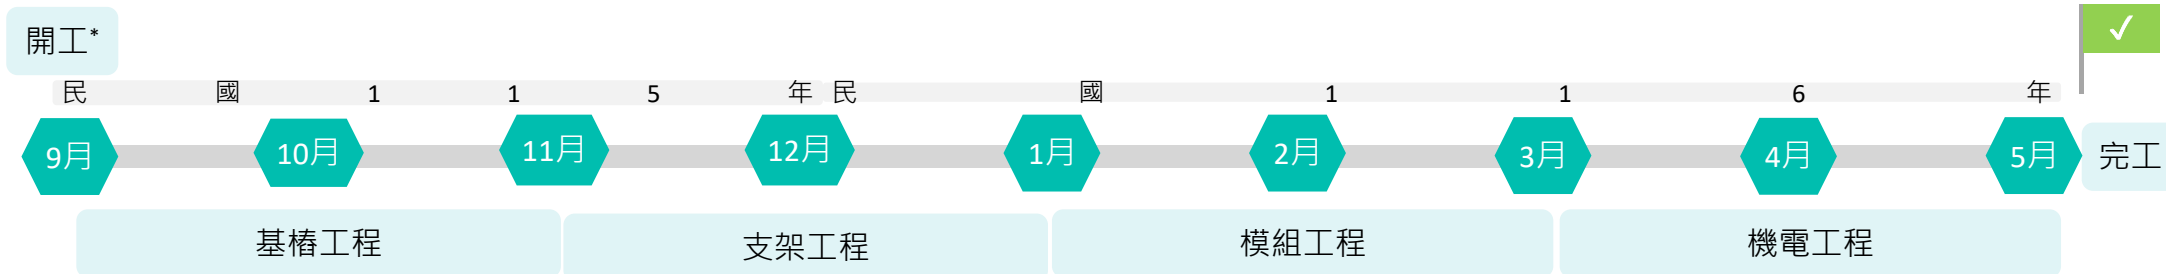 開工*
✓
民國115年 民國116年
9月 10月 11月 12月 1月 2月 3月 4月 5月 完工
基樁工程 支架工程 模組工程 機電工程